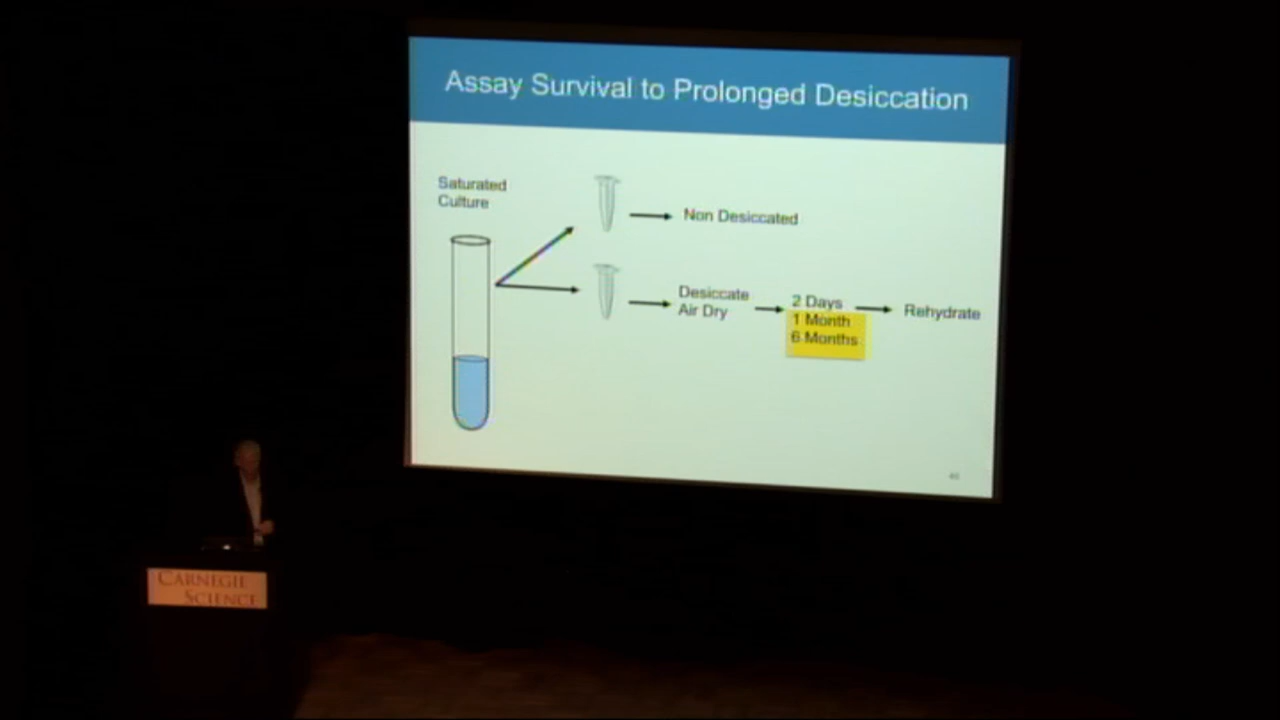 Assay Survival to Prolonged Desiccation
Saturated
Culture
Non Desiccated
Desiccate
Air Dry
2 Days
1 Month
6 Months
Rehydrate
CARNEGIE
SCIENCE